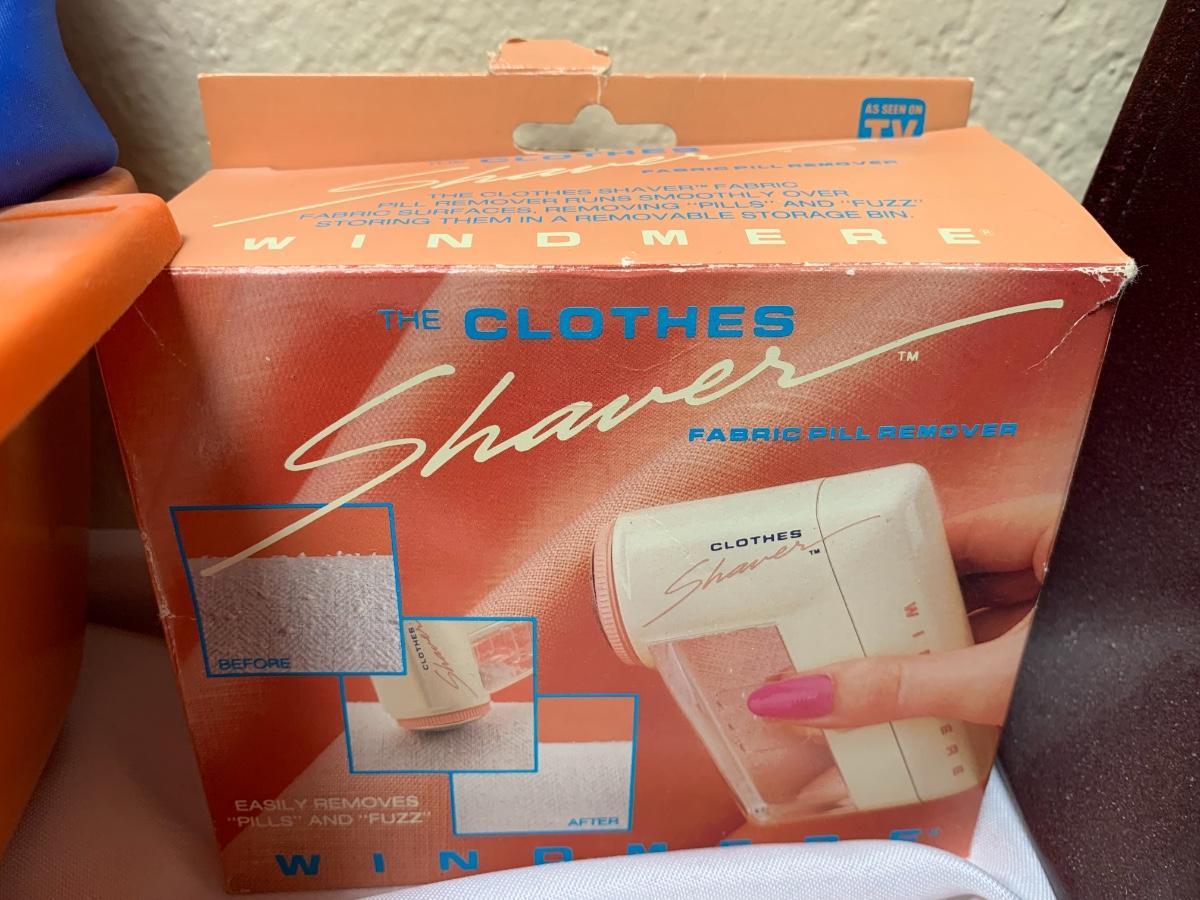 AS SEEN ON
TV
THE CLOTHES
Shaver
FABRIC PILL REMOVER
THE CLOTHES SHAVER™ FABRIC
PILL REMOVER RUNS SMOOTHLY OVER
FABRIC SURFACES, REMOVING "PILLS" AND "FUZZ"
STORING THEM IN A REMOVABLE STORAGE BIN.
WINDMERE®
THE CLOTHES
Shaver™
FABRIC PILL REMOVER
CLOTHES
Shaver™
WINDMERE
BEFORE
CLOTHES
Shaver
AFTER
EASILY REMOVES
"PILLS" AND "FUZZ"
WINDMERE®